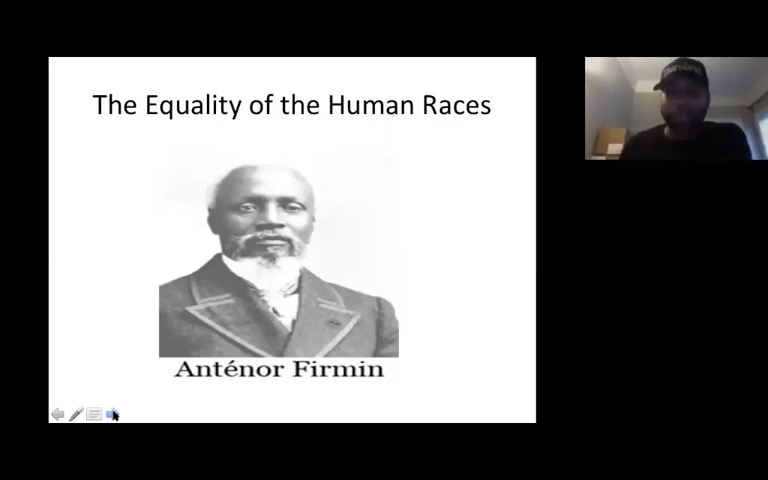 The Equality of the Human Races
Anténor Firmin